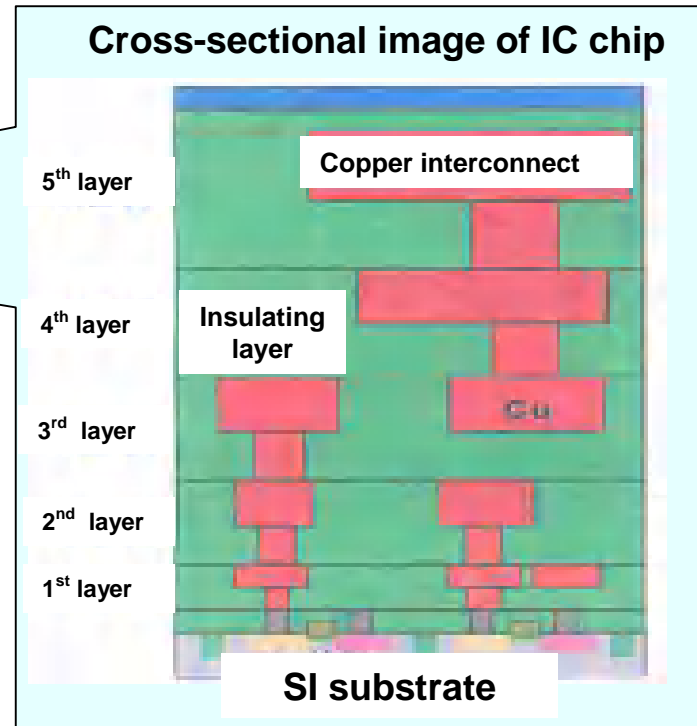 Cross-sectional image of IC chip
Copper interconnect
5th layer
4th layer
Insulating
layer
Cu
3rd layer
2nd layer
1st layer
SI substrate